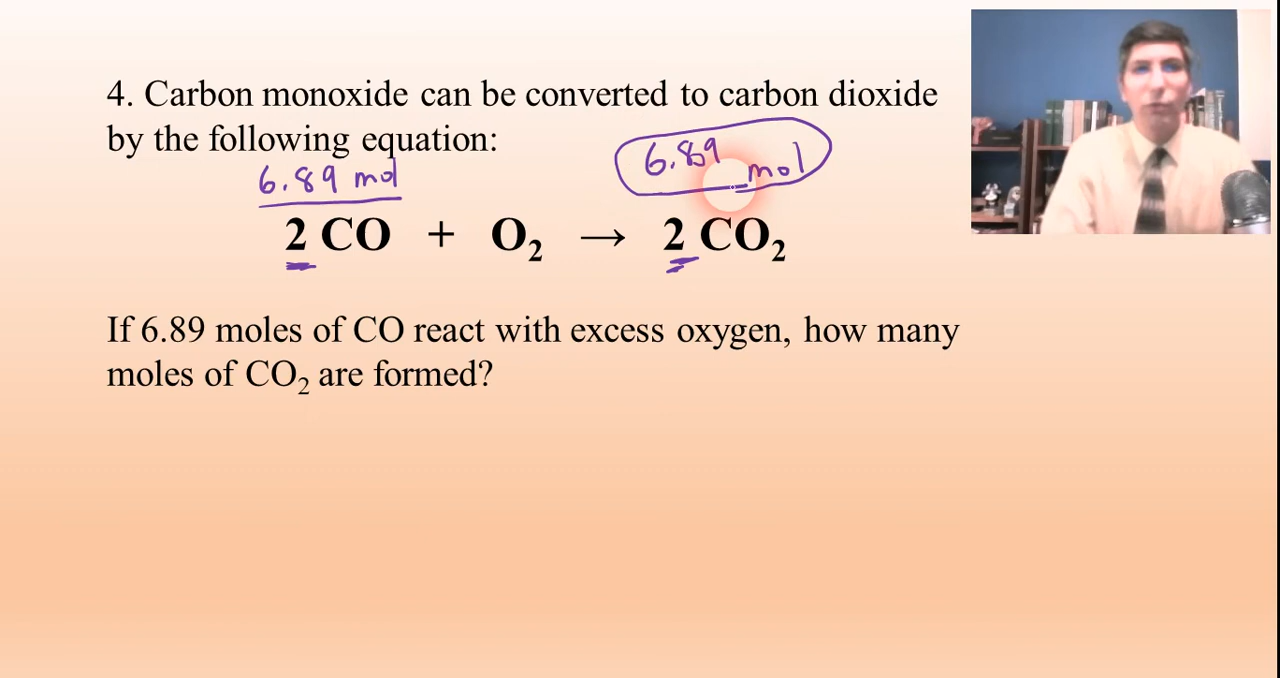 4. Carbon monoxide can be converted to carbon dioxide
by the following equation:
6.89 mol 6.89 mol
2 CO + O₂ → 2 CO₂
If 6.89 moles of CO react with excess oxygen, how many
moles of CO₂ are formed?